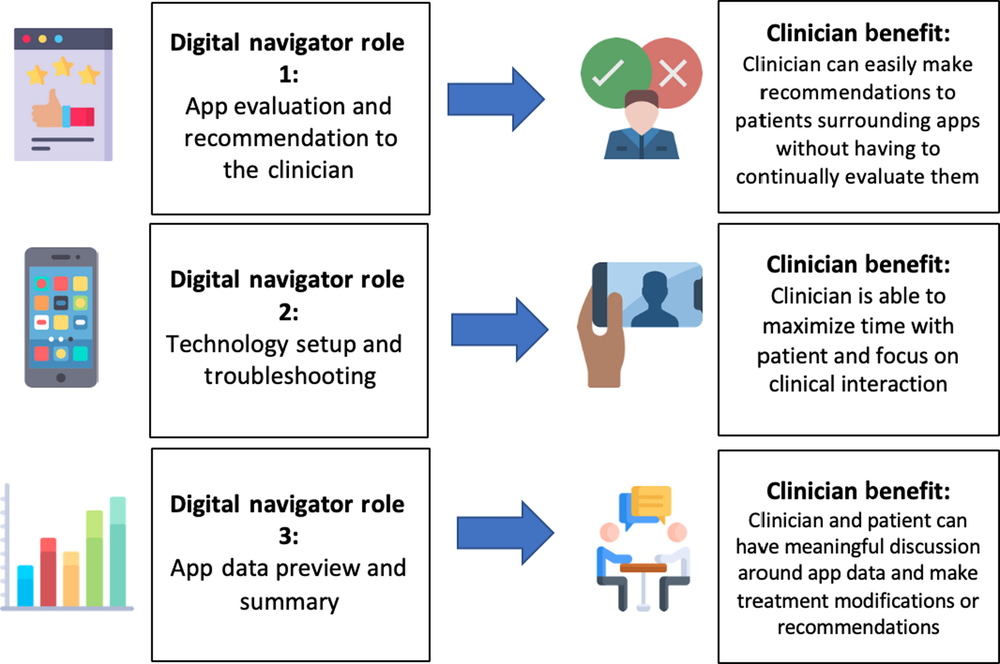 Digital navigator role
1:
App evaluation and
recommendation to
the clinician
Clinician benefit:
Clinician can easily make
recommendations to
patients surrounding apps
without having to
continually evaluate them
Digital navigator role
2:
Technology setup and
troubleshooting
Clinician benefit:
Clinician is able to
maximize time with
patient and focus on
clinical interaction
Digital navigator role
3:
App data preview and
summary
Clinician benefit:
Clinician and patient can
have meaningful discussion
around app data and make
treatment modifications or
recommendations